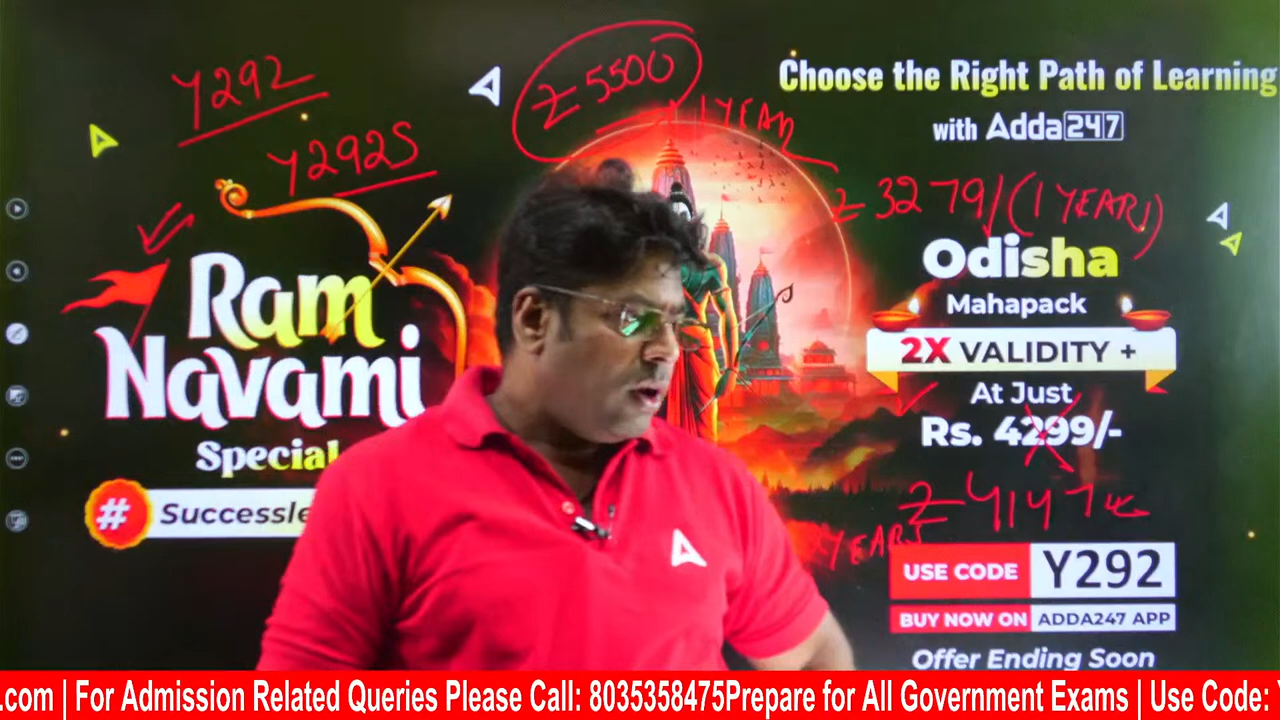 Y292
Y292S
5500
1 YEAR
Choose the Right Path of Learning
with Adda247
3279/(1 YEAR)
Odisha
Mahapack
2X VALIDITY +
At Just
Rs. 4299/-
4147
YEARS
USE CODE Y292
BUY NOW ON ADDA247 APP
Offer Ending Soon
Ram
Navami
Special
#
.com | For Admission Related Queries Please Call: 8035358475Prepare for All Government Exams | Use Code: